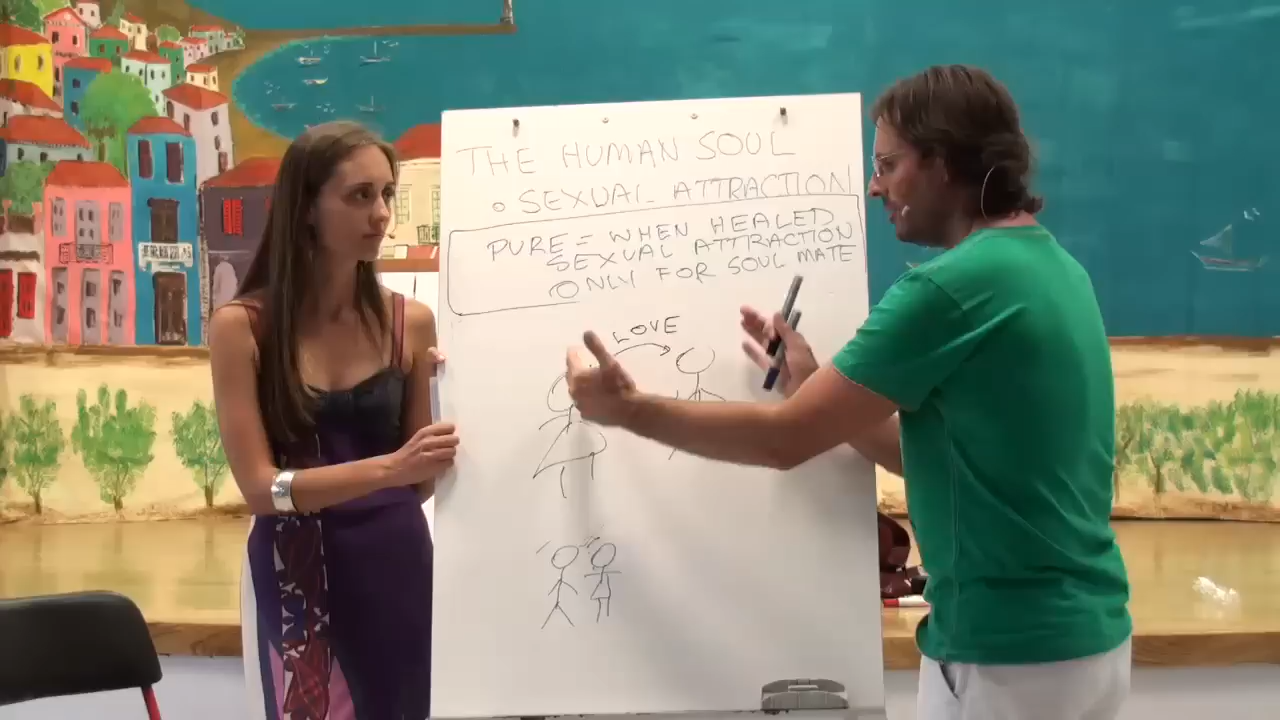 THE HUMAN SOUL
SEXUAL ATTRACTION
PURE = WHEN HEALED
SEXUAL ATTRACTION
ONLY FOR SOUL MATE
LOVE